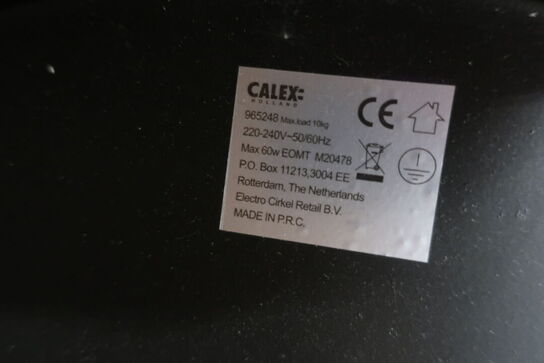 CALEX
HOLLAND
965248 Max.load 10kg
220-240V~50/60Hz
Max 60w EOMT M20478
P.O. Box 11213,3004 EE
Rotterdam, The Netherlands
Electro Cirkel Retail B.V.
MADE IN P.R.C.
CE